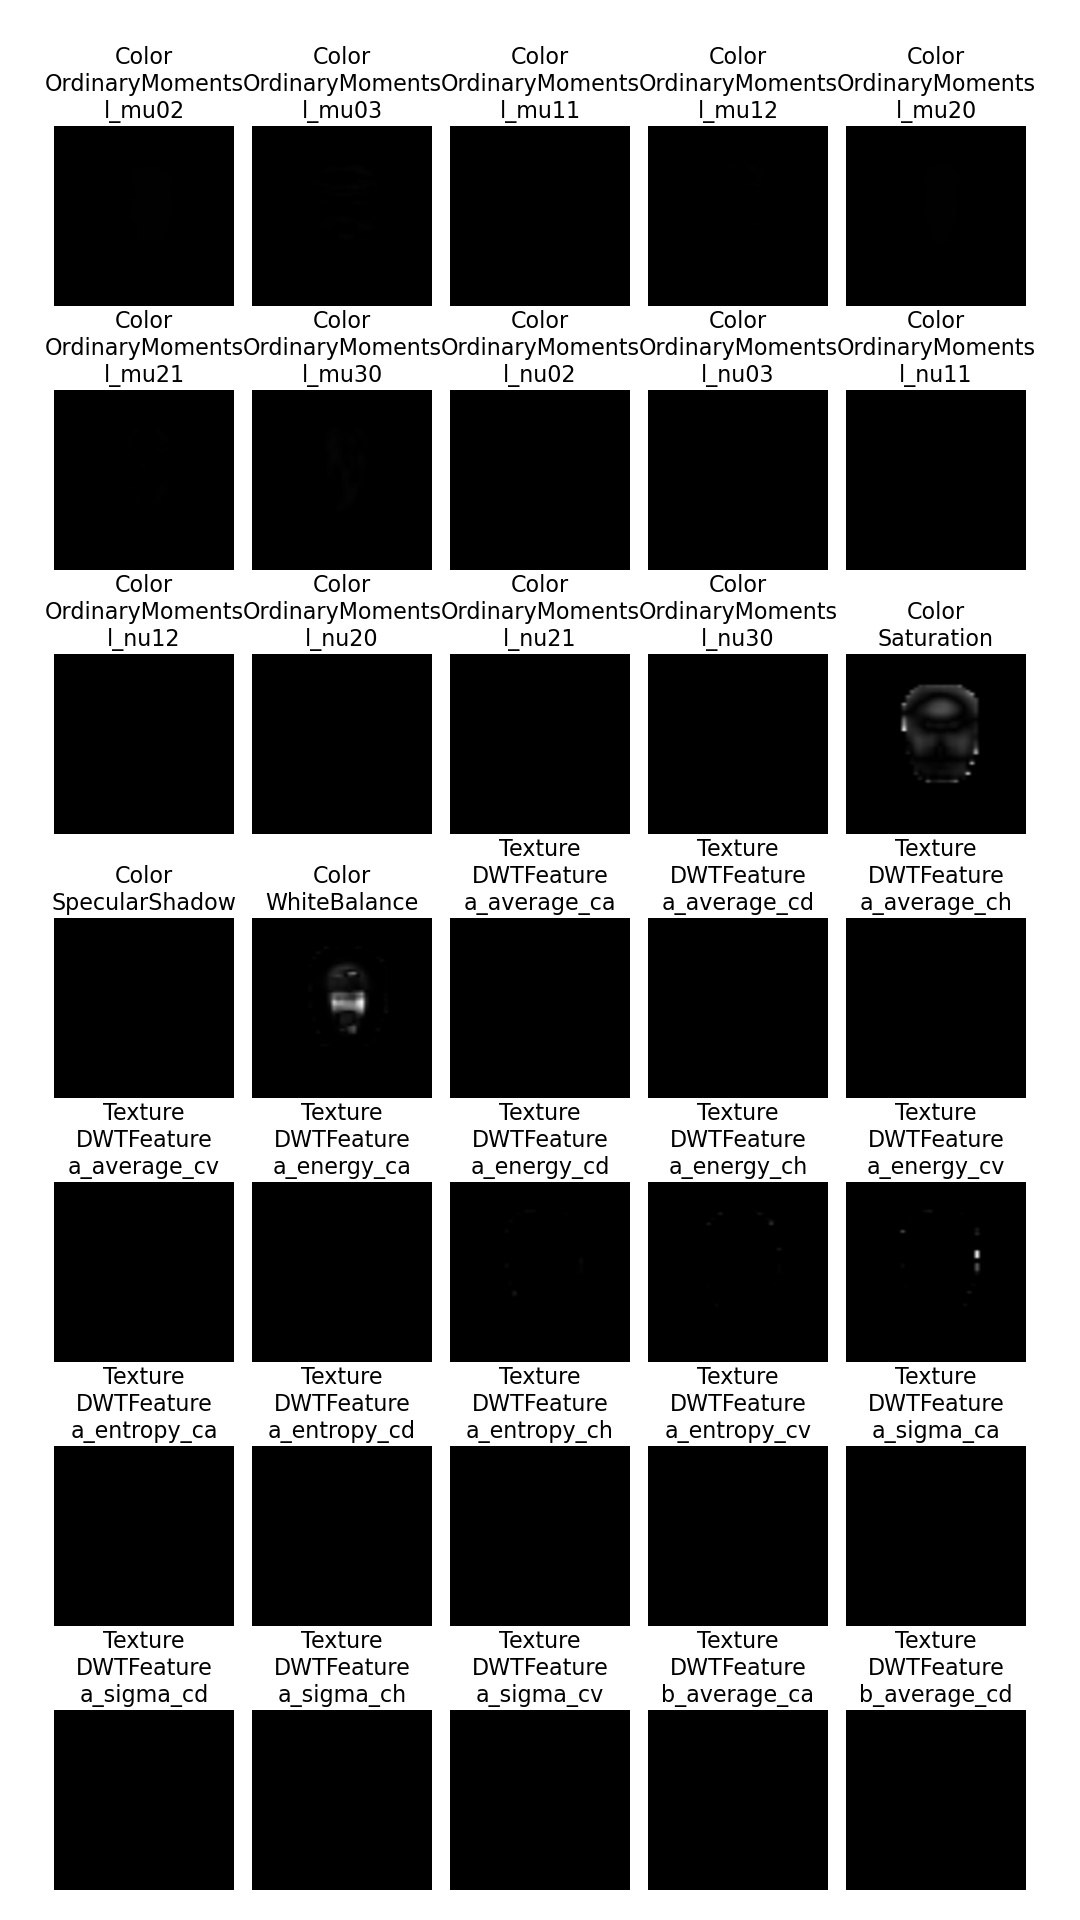 Color Color Color Color Color
OrdinaryMoments OrdinaryMoments OrdinaryMoments OrdinaryMoments OrdinaryMoments
l_mu02 l_mu03 l_mu11 l_mu12 l_mu20
Color Color Color Color Color
OrdinaryMoments OrdinaryMoments OrdinaryMoments OrdinaryMoments OrdinaryMoments
l_mu21 l_mu30 l_nu02 l_nu03 l_nu11
Color Color Color Color
OrdinaryMoments OrdinaryMoments OrdinaryMoments OrdinaryMoments Color
l_nu12 l_nu20 l_nu21 l_nu30 Saturation
Texture Texture Texture
Color Color DWTFeature DWTFeature DWTFeature
SpecularShadow WhiteBalance a_average_ca a_average_cd a_average_ch
Texture Texture Texture Texture Texture
DWTFeature DWTFeature DWTFeature DWTFeature DWTFeature
a_average_cv a_energy_ca a_energy_cd a_energy_ch a_energy_cv
Texture Texture Texture Texture Texture
DWTFeature DWTFeature DWTFeature DWTFeature DWTFeature
a_entropy_ca a_entropy_cd a_entropy_ch a_entropy_cv a_sigma_ca
Texture Texture Texture Texture Texture
DWTFeature DWTFeature DWTFeature DWTFeature DWTFeature
a_sigma_cd a_sigma_ch a_sigma_cv b_average_ca b_average_cd